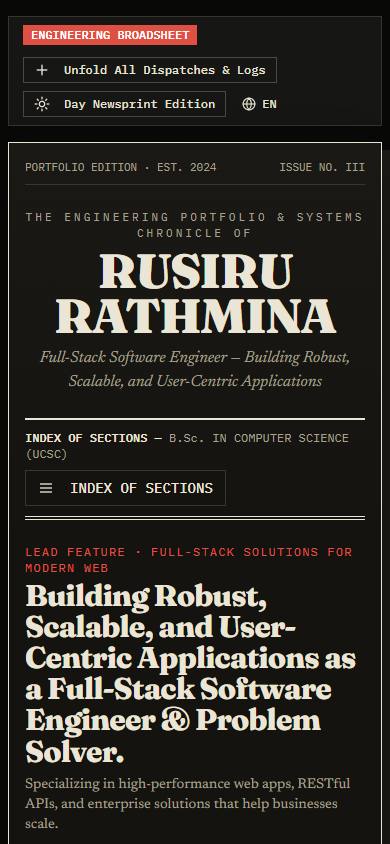 ENGINEERING BROADSHEET
Unfold All Dispatches & Logs
Day Newsprint Edition
EN
PORTFOLIO EDITION · EST. 2024
ISSUE NO. III
THE ENGINEERING PORTFOLIO & SYSTEMS
CHRONICLE OF
RUSIRU
RATHMINA
Full-Stack Software Engineer — Building Robust,
Scalable, and User-Centric Applications
INDEX OF SECTIONS — B.Sc. IN COMPUTER SCIENCE
(UCSC)
INDEX OF SECTIONS
LEAD FEATURE · FULL-STACK SOLUTIONS FOR
MODERN WEB
Building Robust,
Scalable, and User-
Centric Applications as
a Full-Stack Software
Engineer & Problem
Solver.
Specializing in high-performance web apps, RESTful
APIs, and enterprise solutions that help businesses
scale.